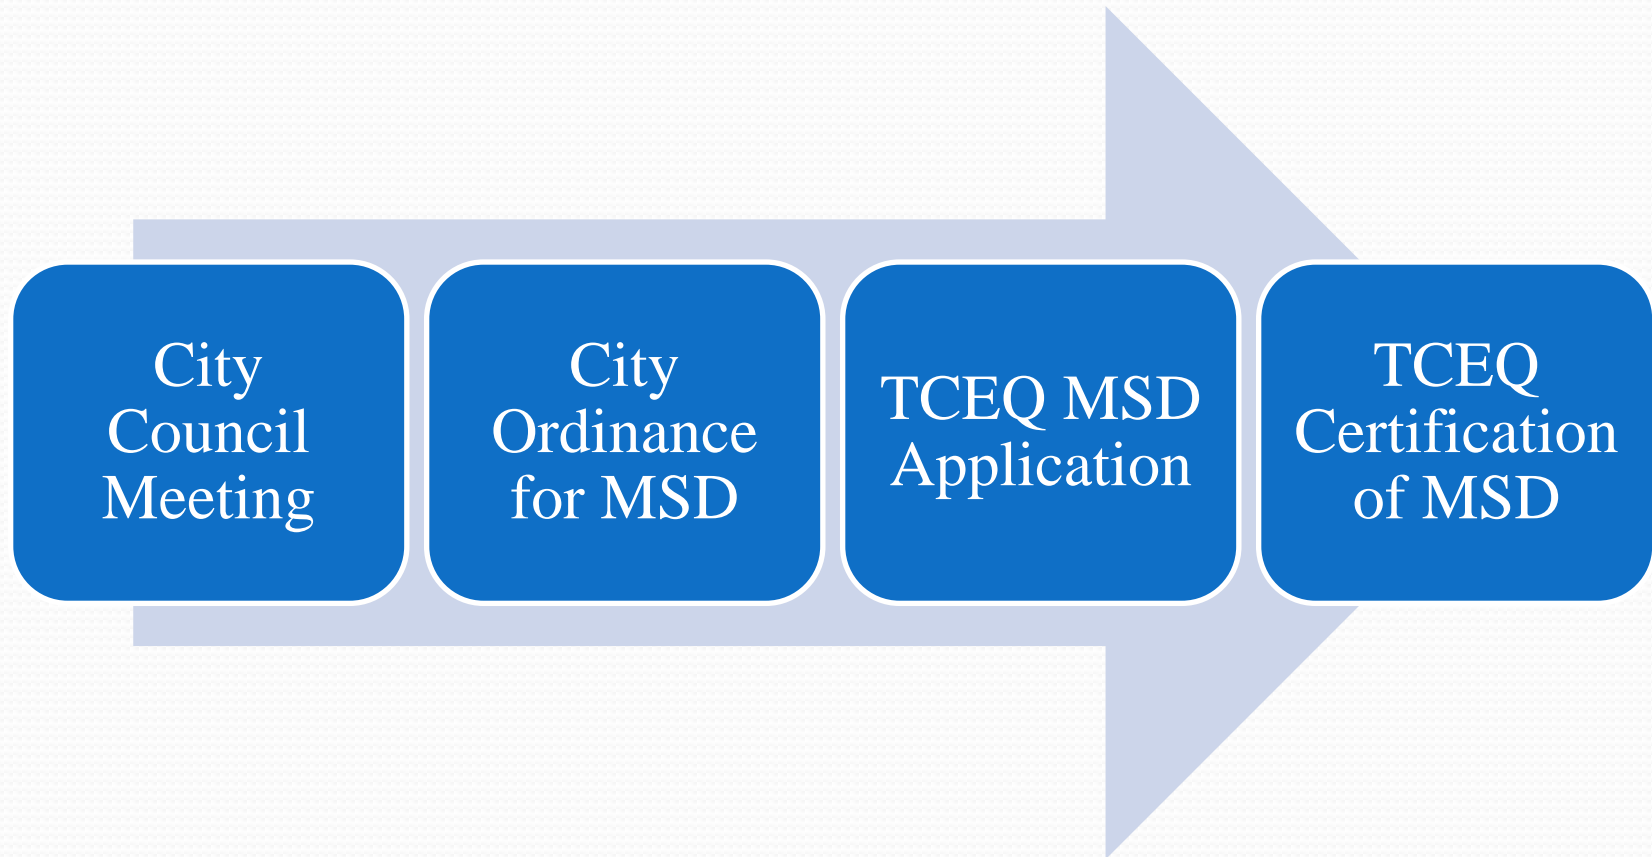 City
Council
Meeting
City
Ordinance
for MSD
TCEQ MSD
Application
TCEQ
Certification
of MSD